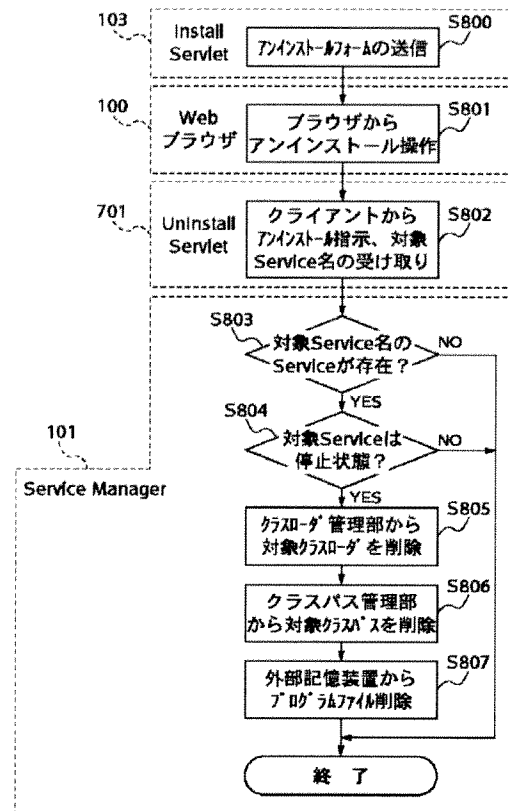 103
Install
Servlet
S800
アンインストールフォームの送信
100
Web
ブラウザ
S801
ブラウザから
アンインストール操作
701
UnInstall
Servlet
S802
クライアントから
アンインストール指示、対象
Service名の受け取り
S803
対象Service名の
Serviceが存在？
NO
YES
S804
対象Serviceは
停止状態？
NO
YES
101
Service Manager
S805
クラスローダ管理部から
対象クラスローダを削除
S806
クラスパス管理部
から対象クラスパスを削除
S807
外部記憶装置から
プログラムファイル削除
終　了